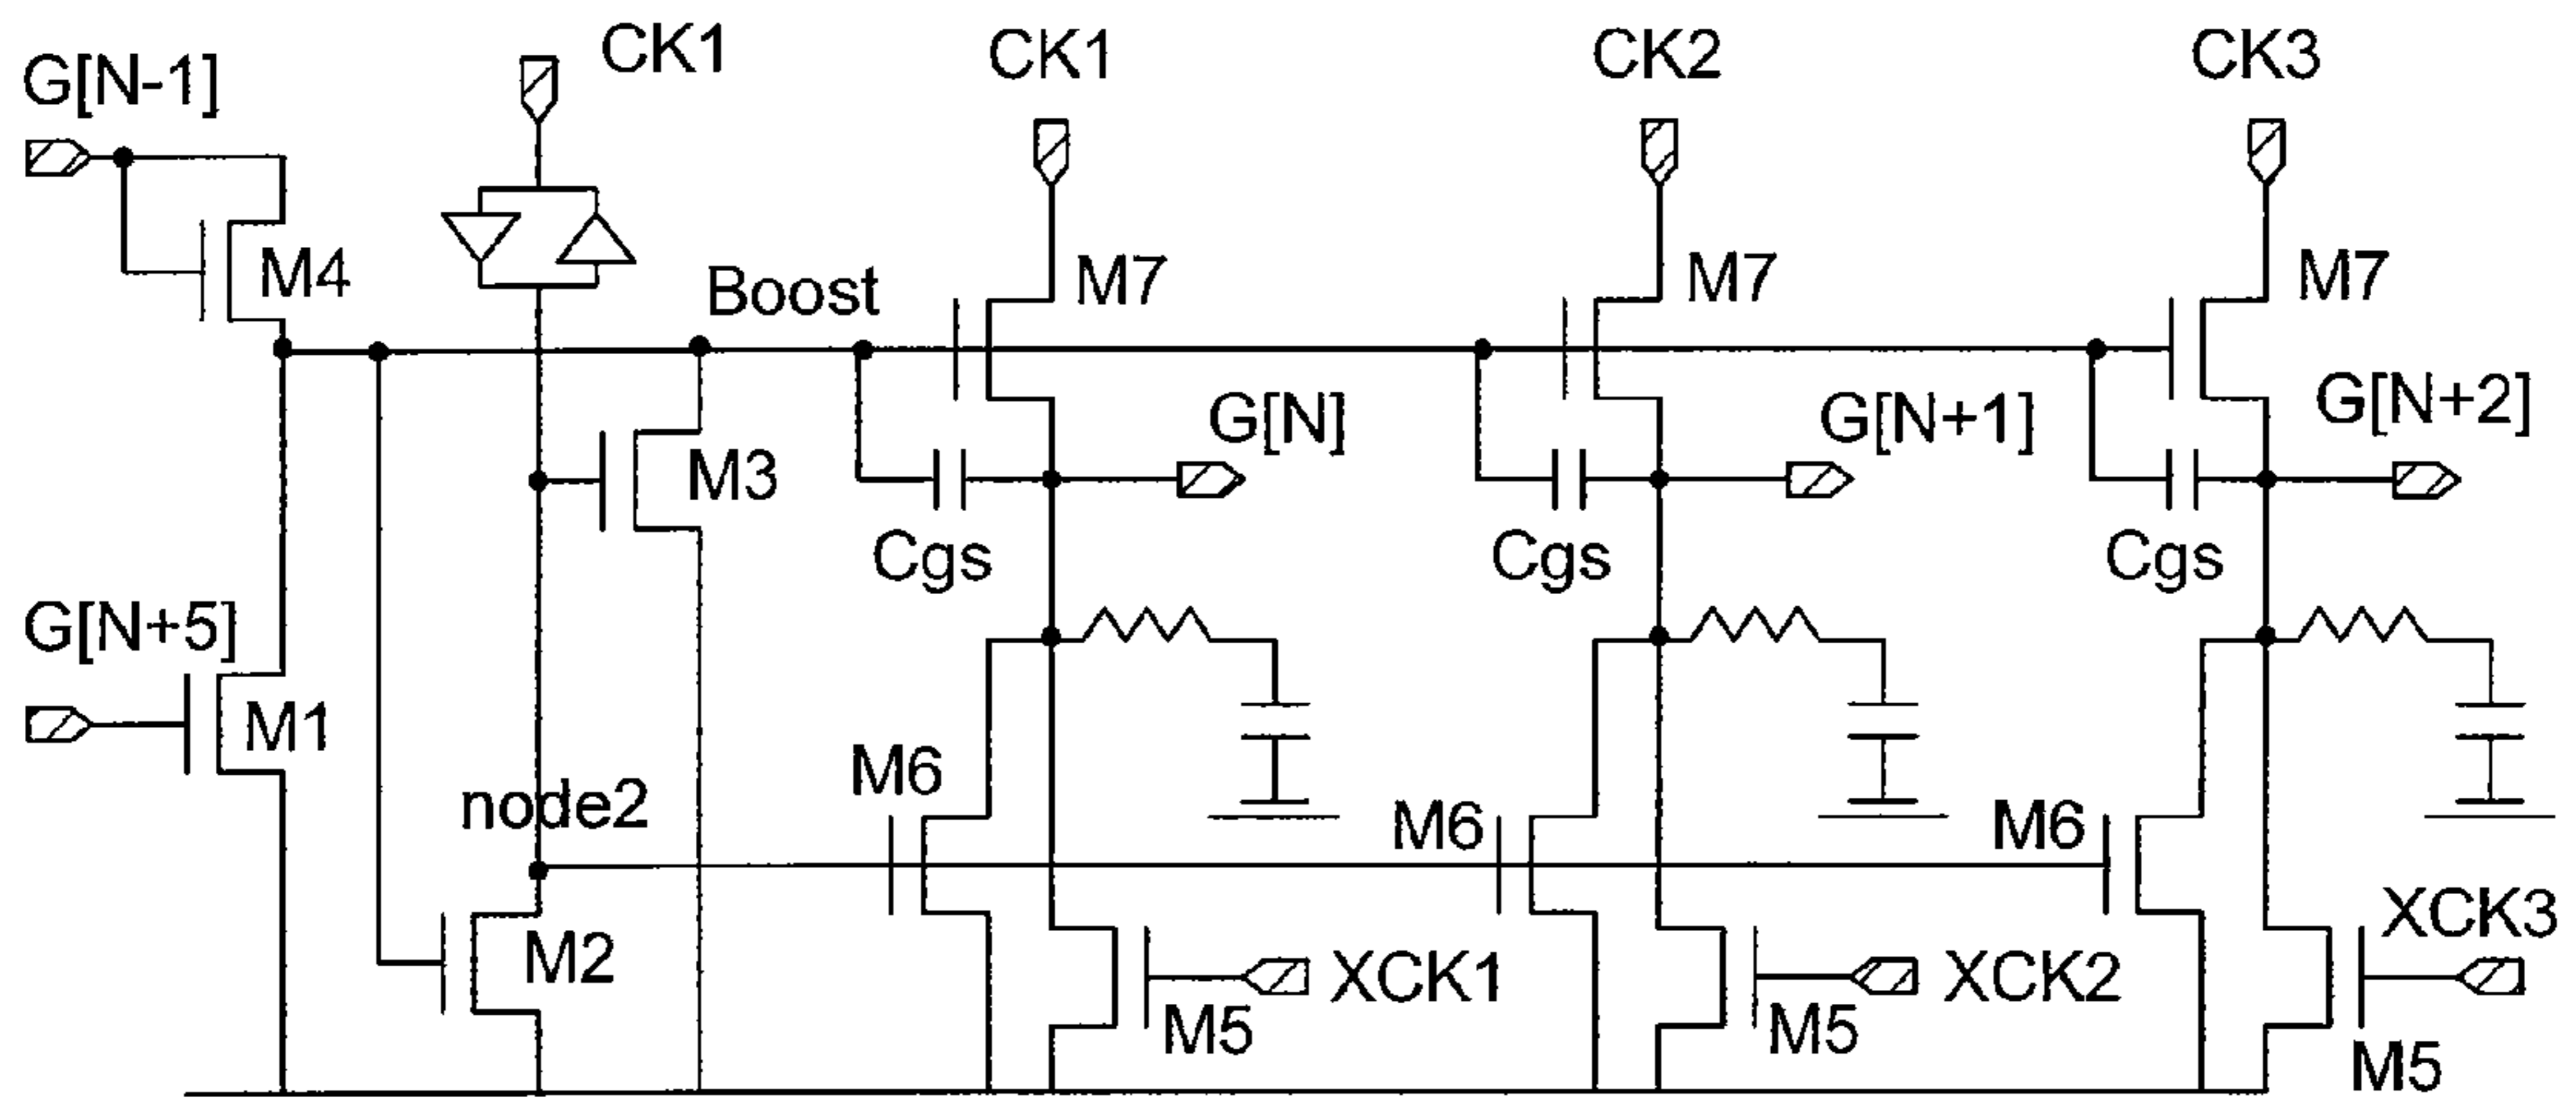 G[N-1]
CK1
CK1
CK2
CK3
M4
Boost
M7
M7
M7
M3
G[N]
G[N+1]
G[N+2]
Cgs
Cgs
Cgs
G[N+5]
M1
node2
M6
M6
M6
M2
XCK1
XCK2
XCK3
M5
M5
M5